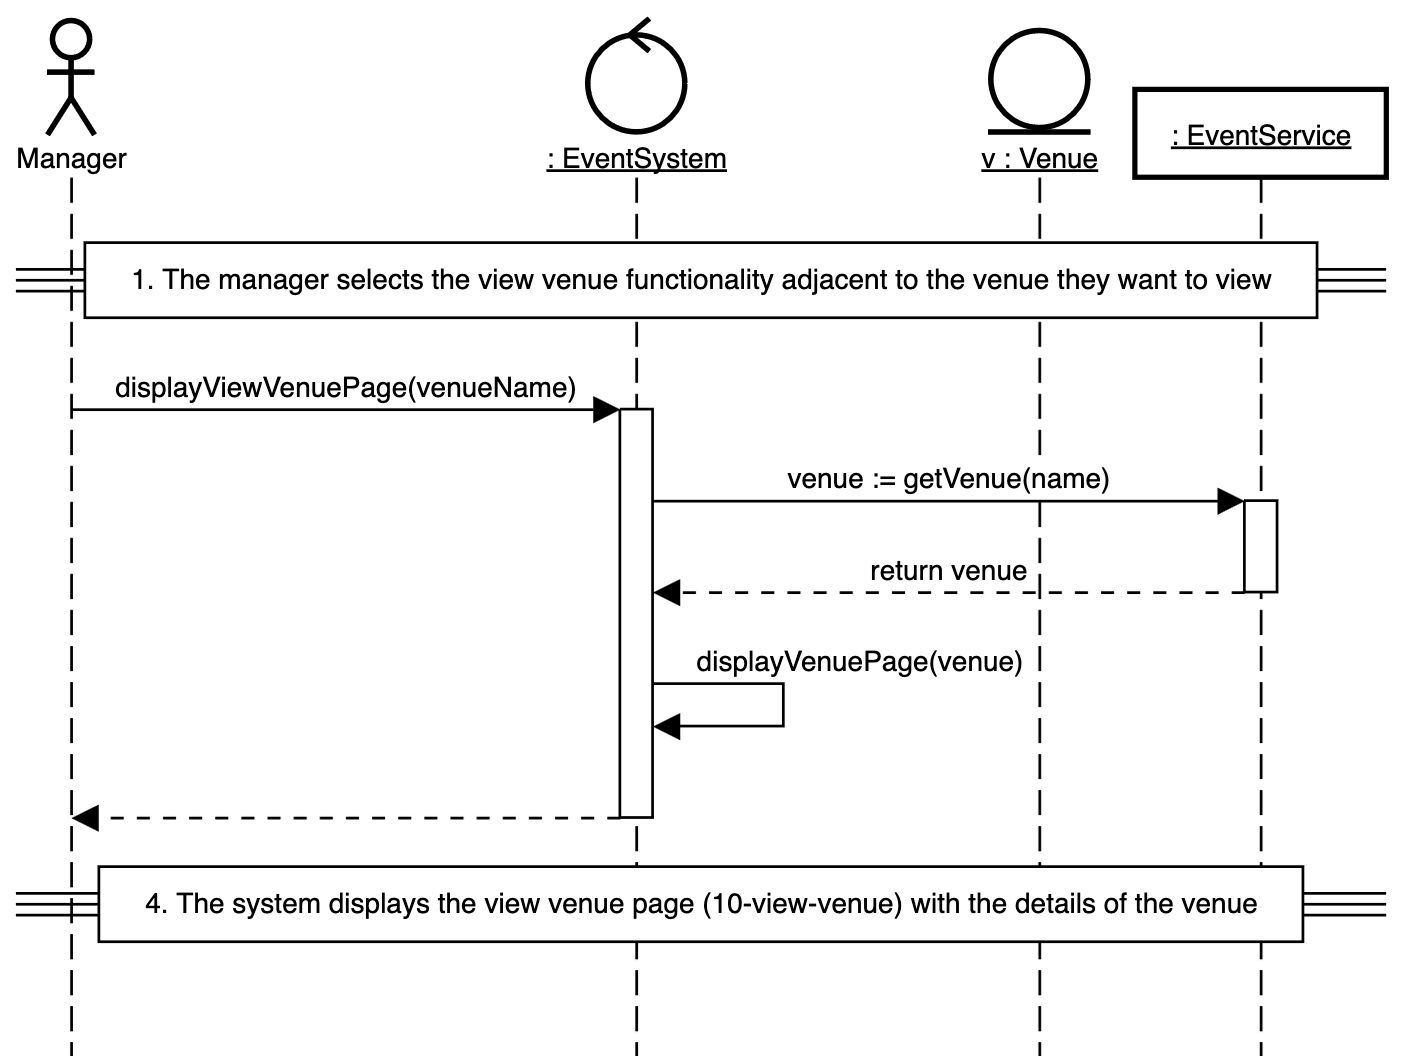 Manager
: EventSystem
v : Venue
: EventService
1. The manager selects the view venue functionality adjacent to the venue they want to view
displayViewVenuePage(venueName)
venue := getVenue(name)
return venue
displayVenuePage(venue)
4. The system displays the view venue page (10-view-venue) with the details of the venue